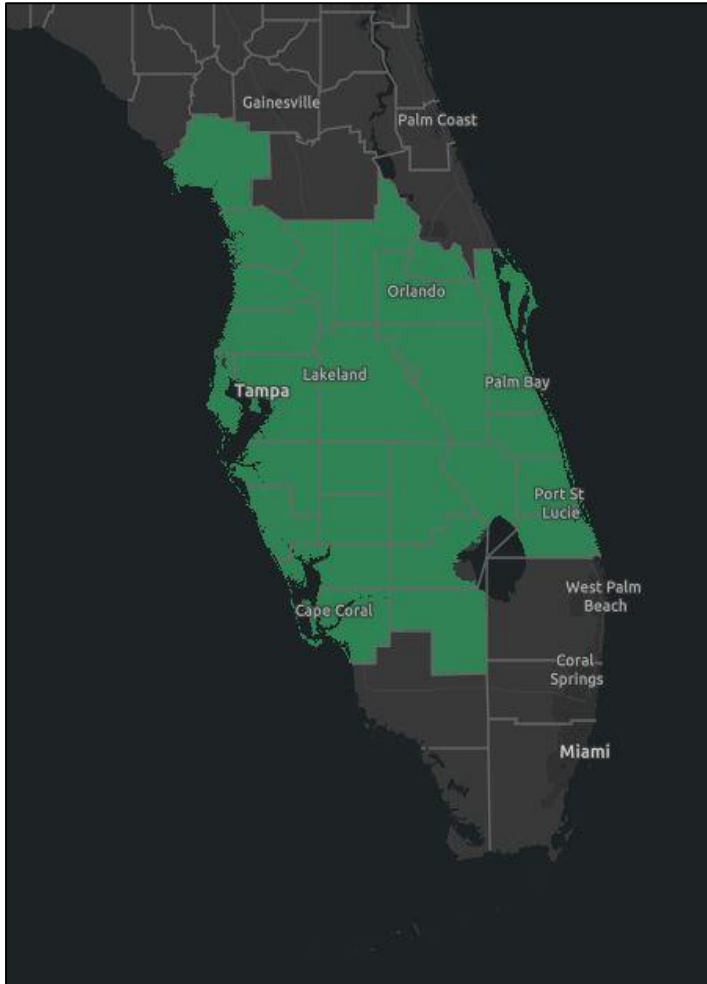 Gainesville
Palm Coast
Orlando
Lakeland
Palm Bay
Tampa
Port St
Lucie
West Palm
Beach
Cape Coral
Coral
Springs
Miami